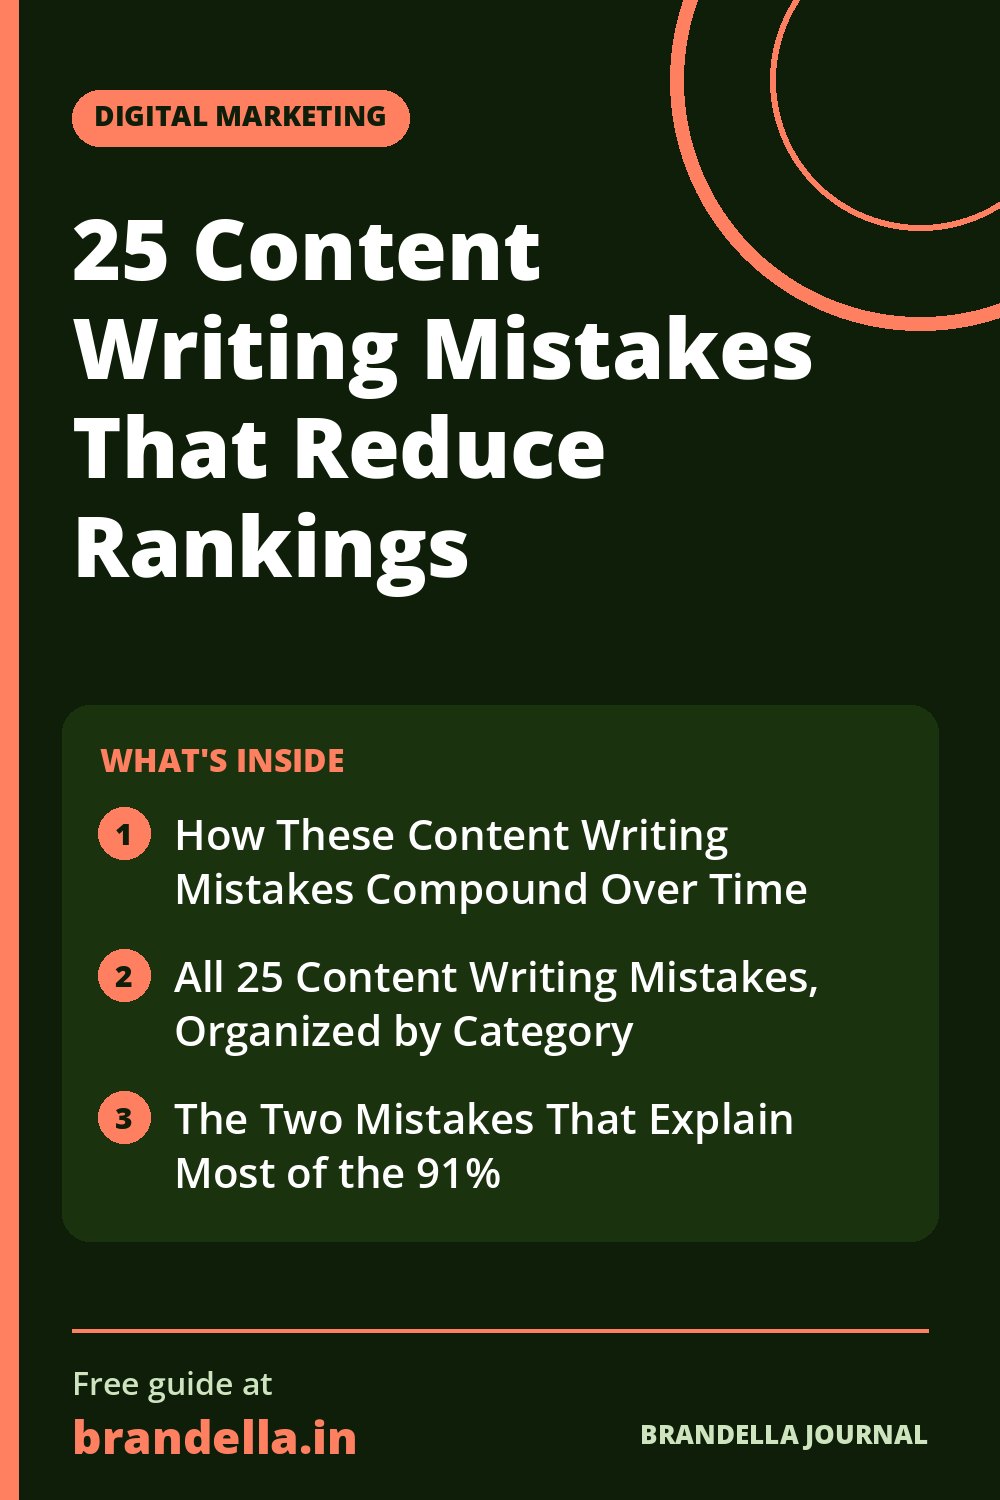 DIGITAL MARKETING
25 Content
Writing Mistakes
That Reduce
Rankings
WHAT'S INSIDE
1 How These Content Writing
Mistakes Compound Over Time
2 All 25 Content Writing Mistakes,
Organized by Category
3 The Two Mistakes That Explain
Most of the 91%
Free guide at
brandella.in
BRANDELLA JOURNAL